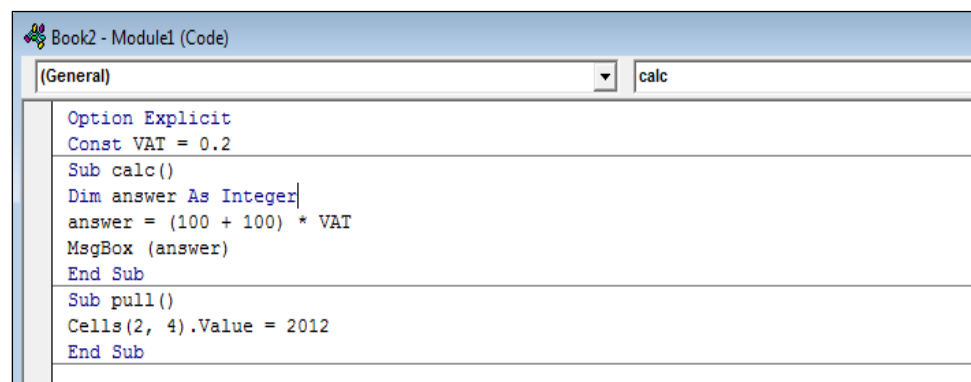 Book2 - Module1 (Code)
(General) calc
Option Explicit
Const VAT = 0.2
Sub calc()
Dim answer As Integer
answer = (100 + 100) * VAT
MsgBox (answer)
End Sub
Sub pull()
Cells(2, 4).Value = 2012
End Sub